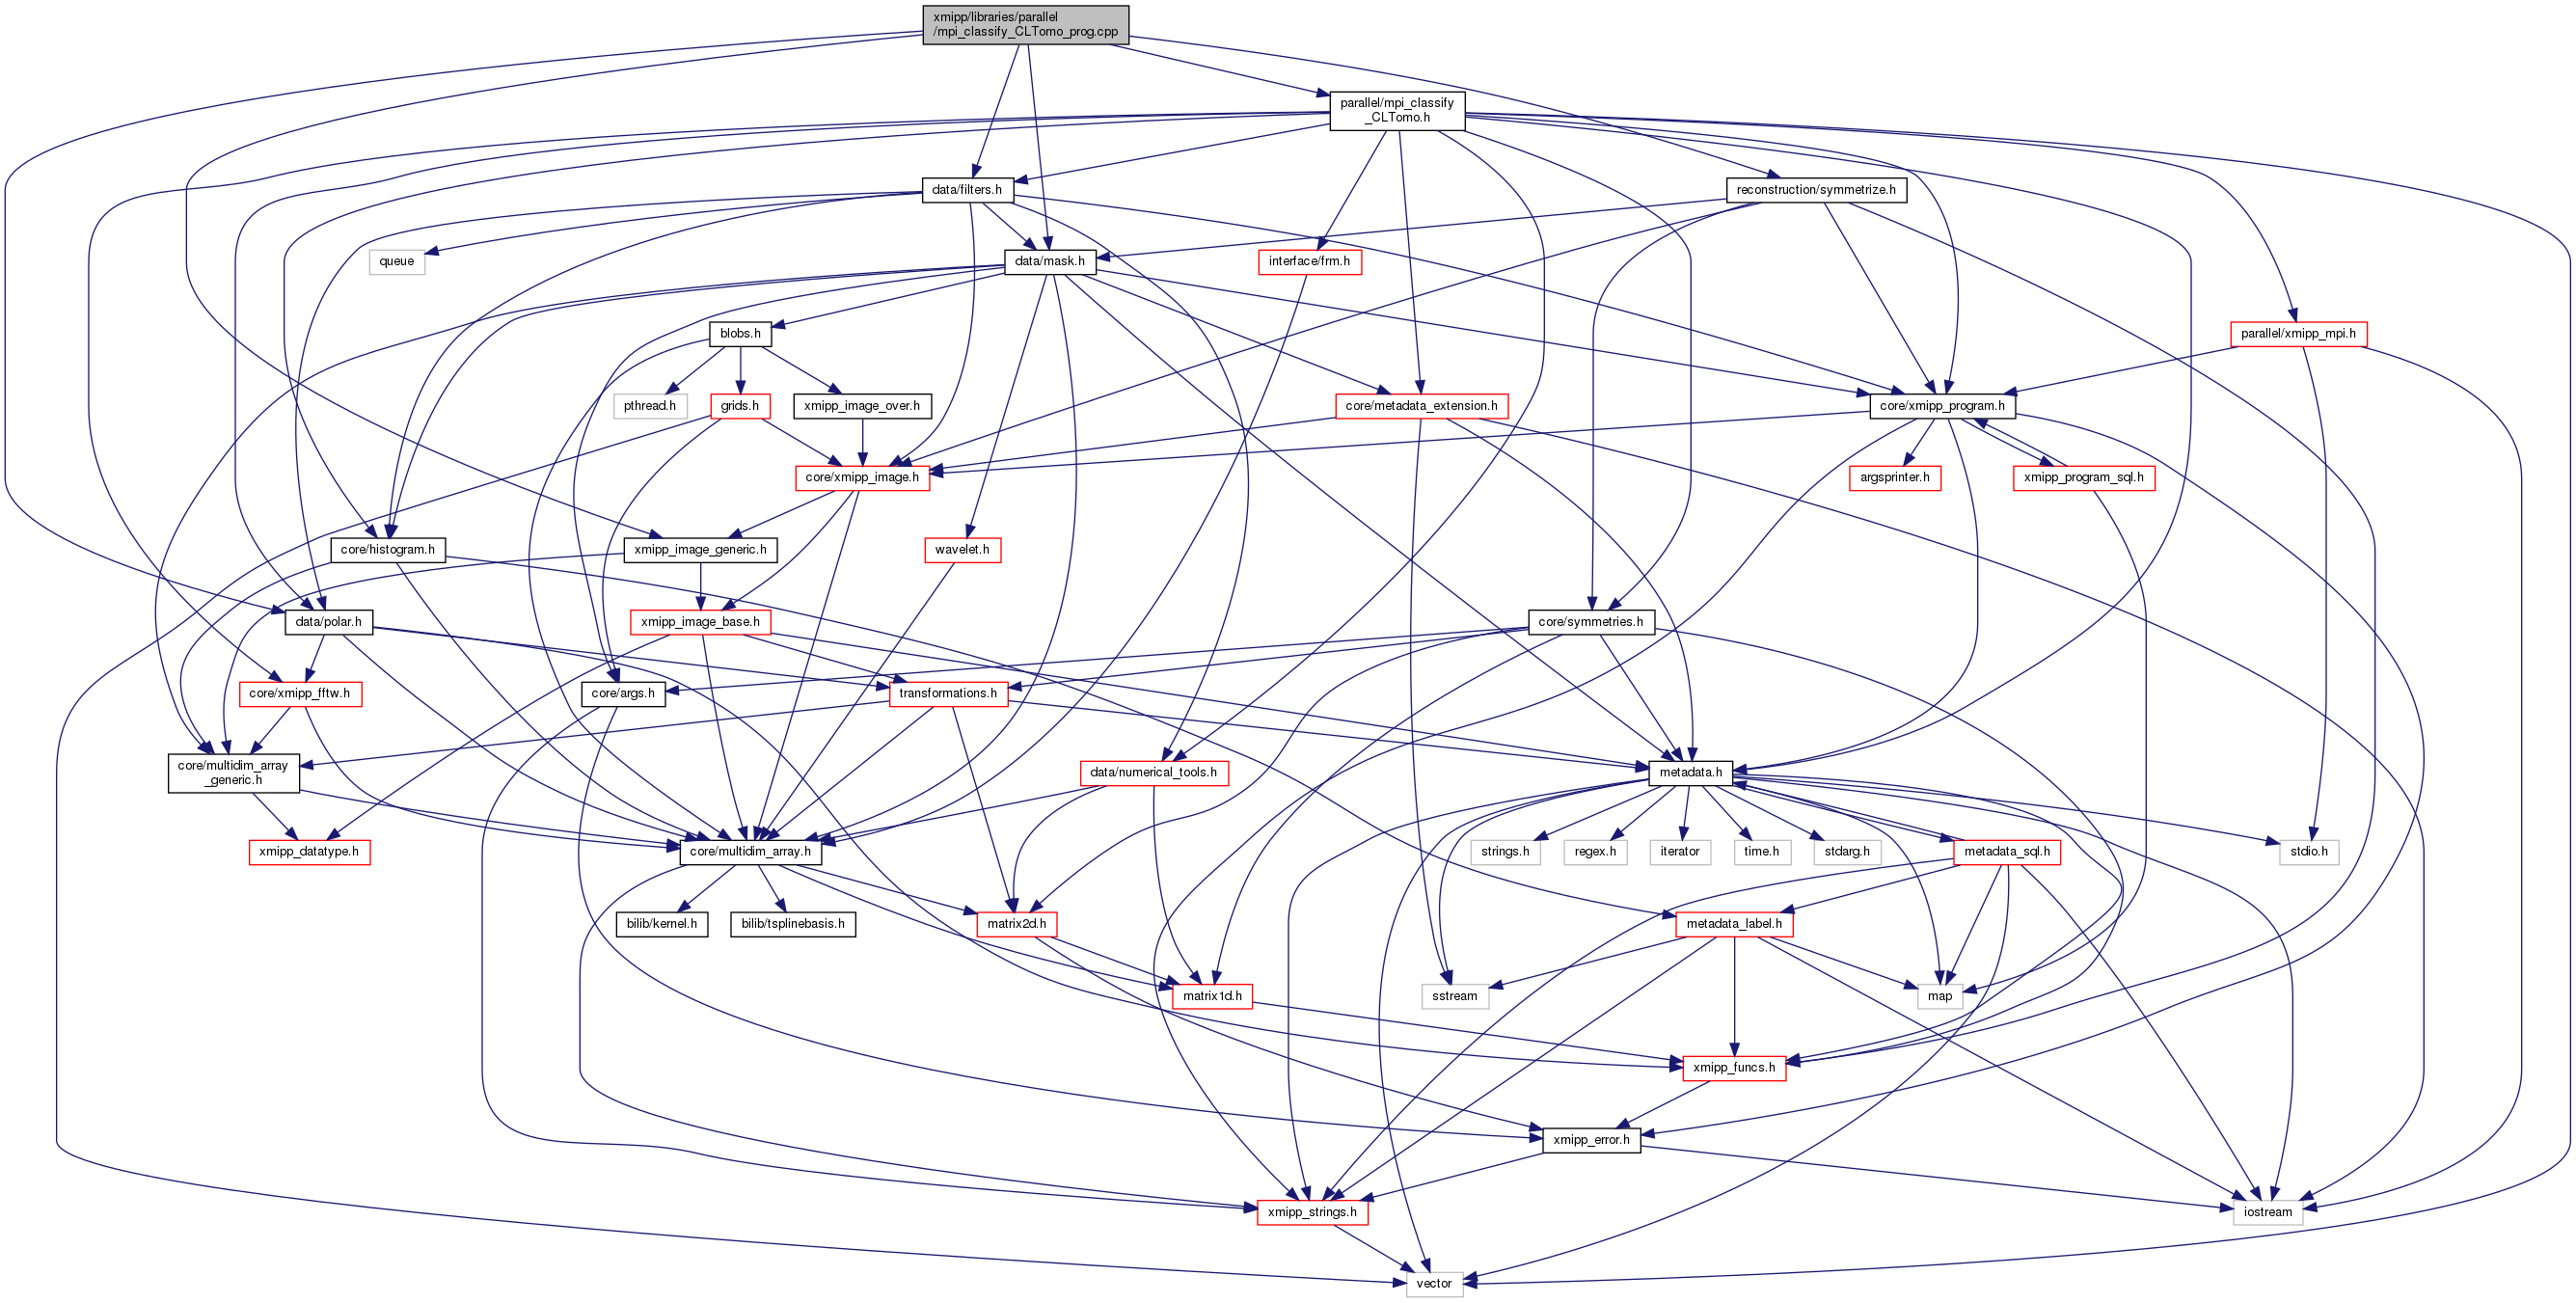 xmipp/libraries/parallel
/mpi_classify_CLTomo_prog.cpp
parallel/mpi_classify
_CLTomo.h
data/filters.h
reconstruction/symmetrize.h
queue
data/mask.h
interface/frm.h
blobs.h
parallel/xmipp_mpi.h
pthread.h
grids.h
xmipp_image_over.h
core/metadata_extension.h
core/xmipp_program.h
core/xmipp_image.h
argsprinter.h
xmipp_program_sql.h
core/histogram.h
xmipp_image_generic.h
wavelet.h
data/polar.h
xmipp_image_base.h
core/symmetries.h
core/xmipp_fftw.h
core/args.h
transformations.h
core/multidim_array
_generic.h
data/numerical_tools.h
metadata.h
xmipp_datatype.h
core/multidim_array.h
strings.h
regex.h
iterator
time.h
stdarg.h
metadata_sql.h
stdio.h
bilib/kernel.h
bilib/tsplinebasis.h
matrix2d.h
metadata_label.h
matrix1d.h
sstream
map
xmipp_funcs.h
xmipp_error.h
xmipp_strings.h
iostream
vector